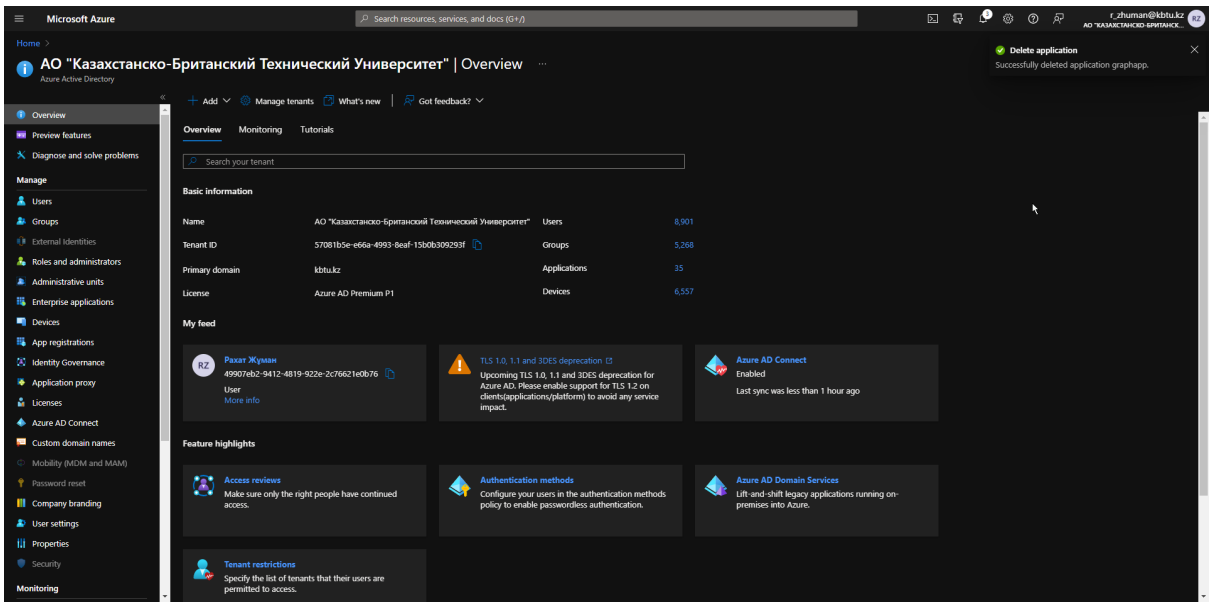 Microsoft Azure
Search resources, services, and docs (G+/)
3
r_zhuman@kbtu.kz
АО "КАЗАХСТАНСКО-БРИТАНСК...
RZ
Home >
Delete application
Successfully deleted application graphapp.
АО "Казахстанско-Британский Технический Университет" | Overview ...
Azure Active Directory
«
Add
Manage tenants
What's new
Got feedback?
Overview
Preview features
Diagnose and solve problems
Manage
Users
Groups
External Identities
Roles and administrators
Administrative units
Enterprise applications
Devices
App registrations
Identity Governance
Application proxy
Licenses
Azure AD Connect
Custom domain names
Mobility (MDM and MAM)
Password reset
Company branding
User settings
Properties
Security
Monitoring
Overview Monitoring Tutorials
Search your tenant
Basic information
Name АО "Казахстанско-Британский Технический Университет" Users 8,901
Tenant ID 57081b5e-e66a-4993-8eaf-15b0b309293f Groups 5,268
Primary domain kbtu.kz Applications 35
License Azure AD Premium P1 Devices 6,557
My feed
RZ
Рахат Жұман
49907eb2-9412-4819-922e-2c76621e0b76
User
More info
TLS 1.0, 1.1 and 3DES deprecation
Upcoming TLS 1.0, 1.1 and 3DES deprecation for
Azure AD. Please enable support for TLS 1.2 on
clients(applications/platform) to avoid any service
impact.
Azure AD Connect
Enabled
Last sync was less than 1 hour ago
Feature highlights
Access reviews
Make sure only the right people have continued
access.
Authentication methods
Configure your users in the authentication methods
policy to enable passwordless authentication.
Azure AD Domain Services
Lift-and-shift legacy applications running on-
premises into Azure.
Tenant restrictions
Specify the list of tenants that their users are
permitted to access.